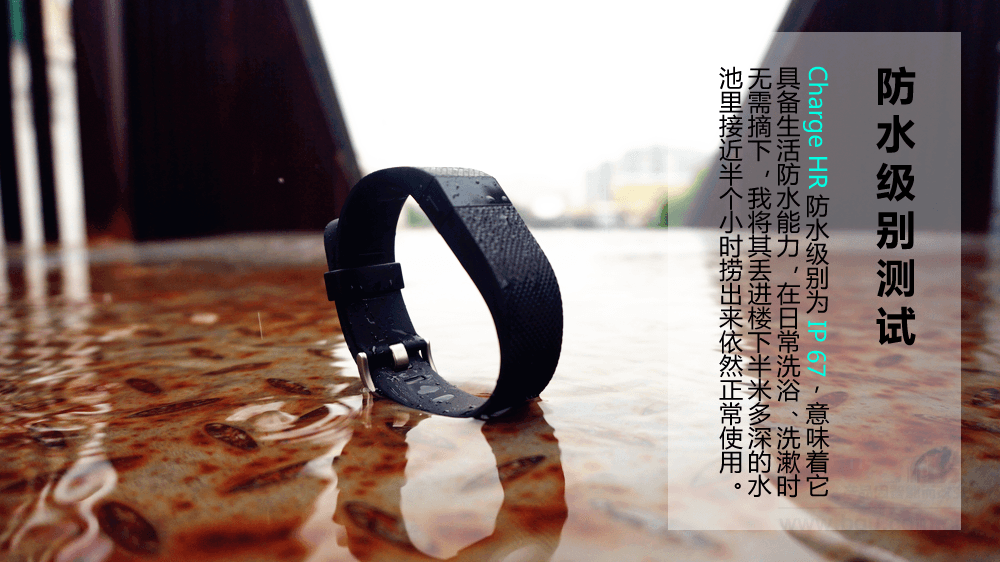 防水级别测试
Charge HR 防水级别为 IP 67，意味着它
具备生活防水能力，在日常洗浴、洗漱时
无需摘下，我将其丢进楼下半米多深的水
池里接近半个小时捞出来依然正常使用。